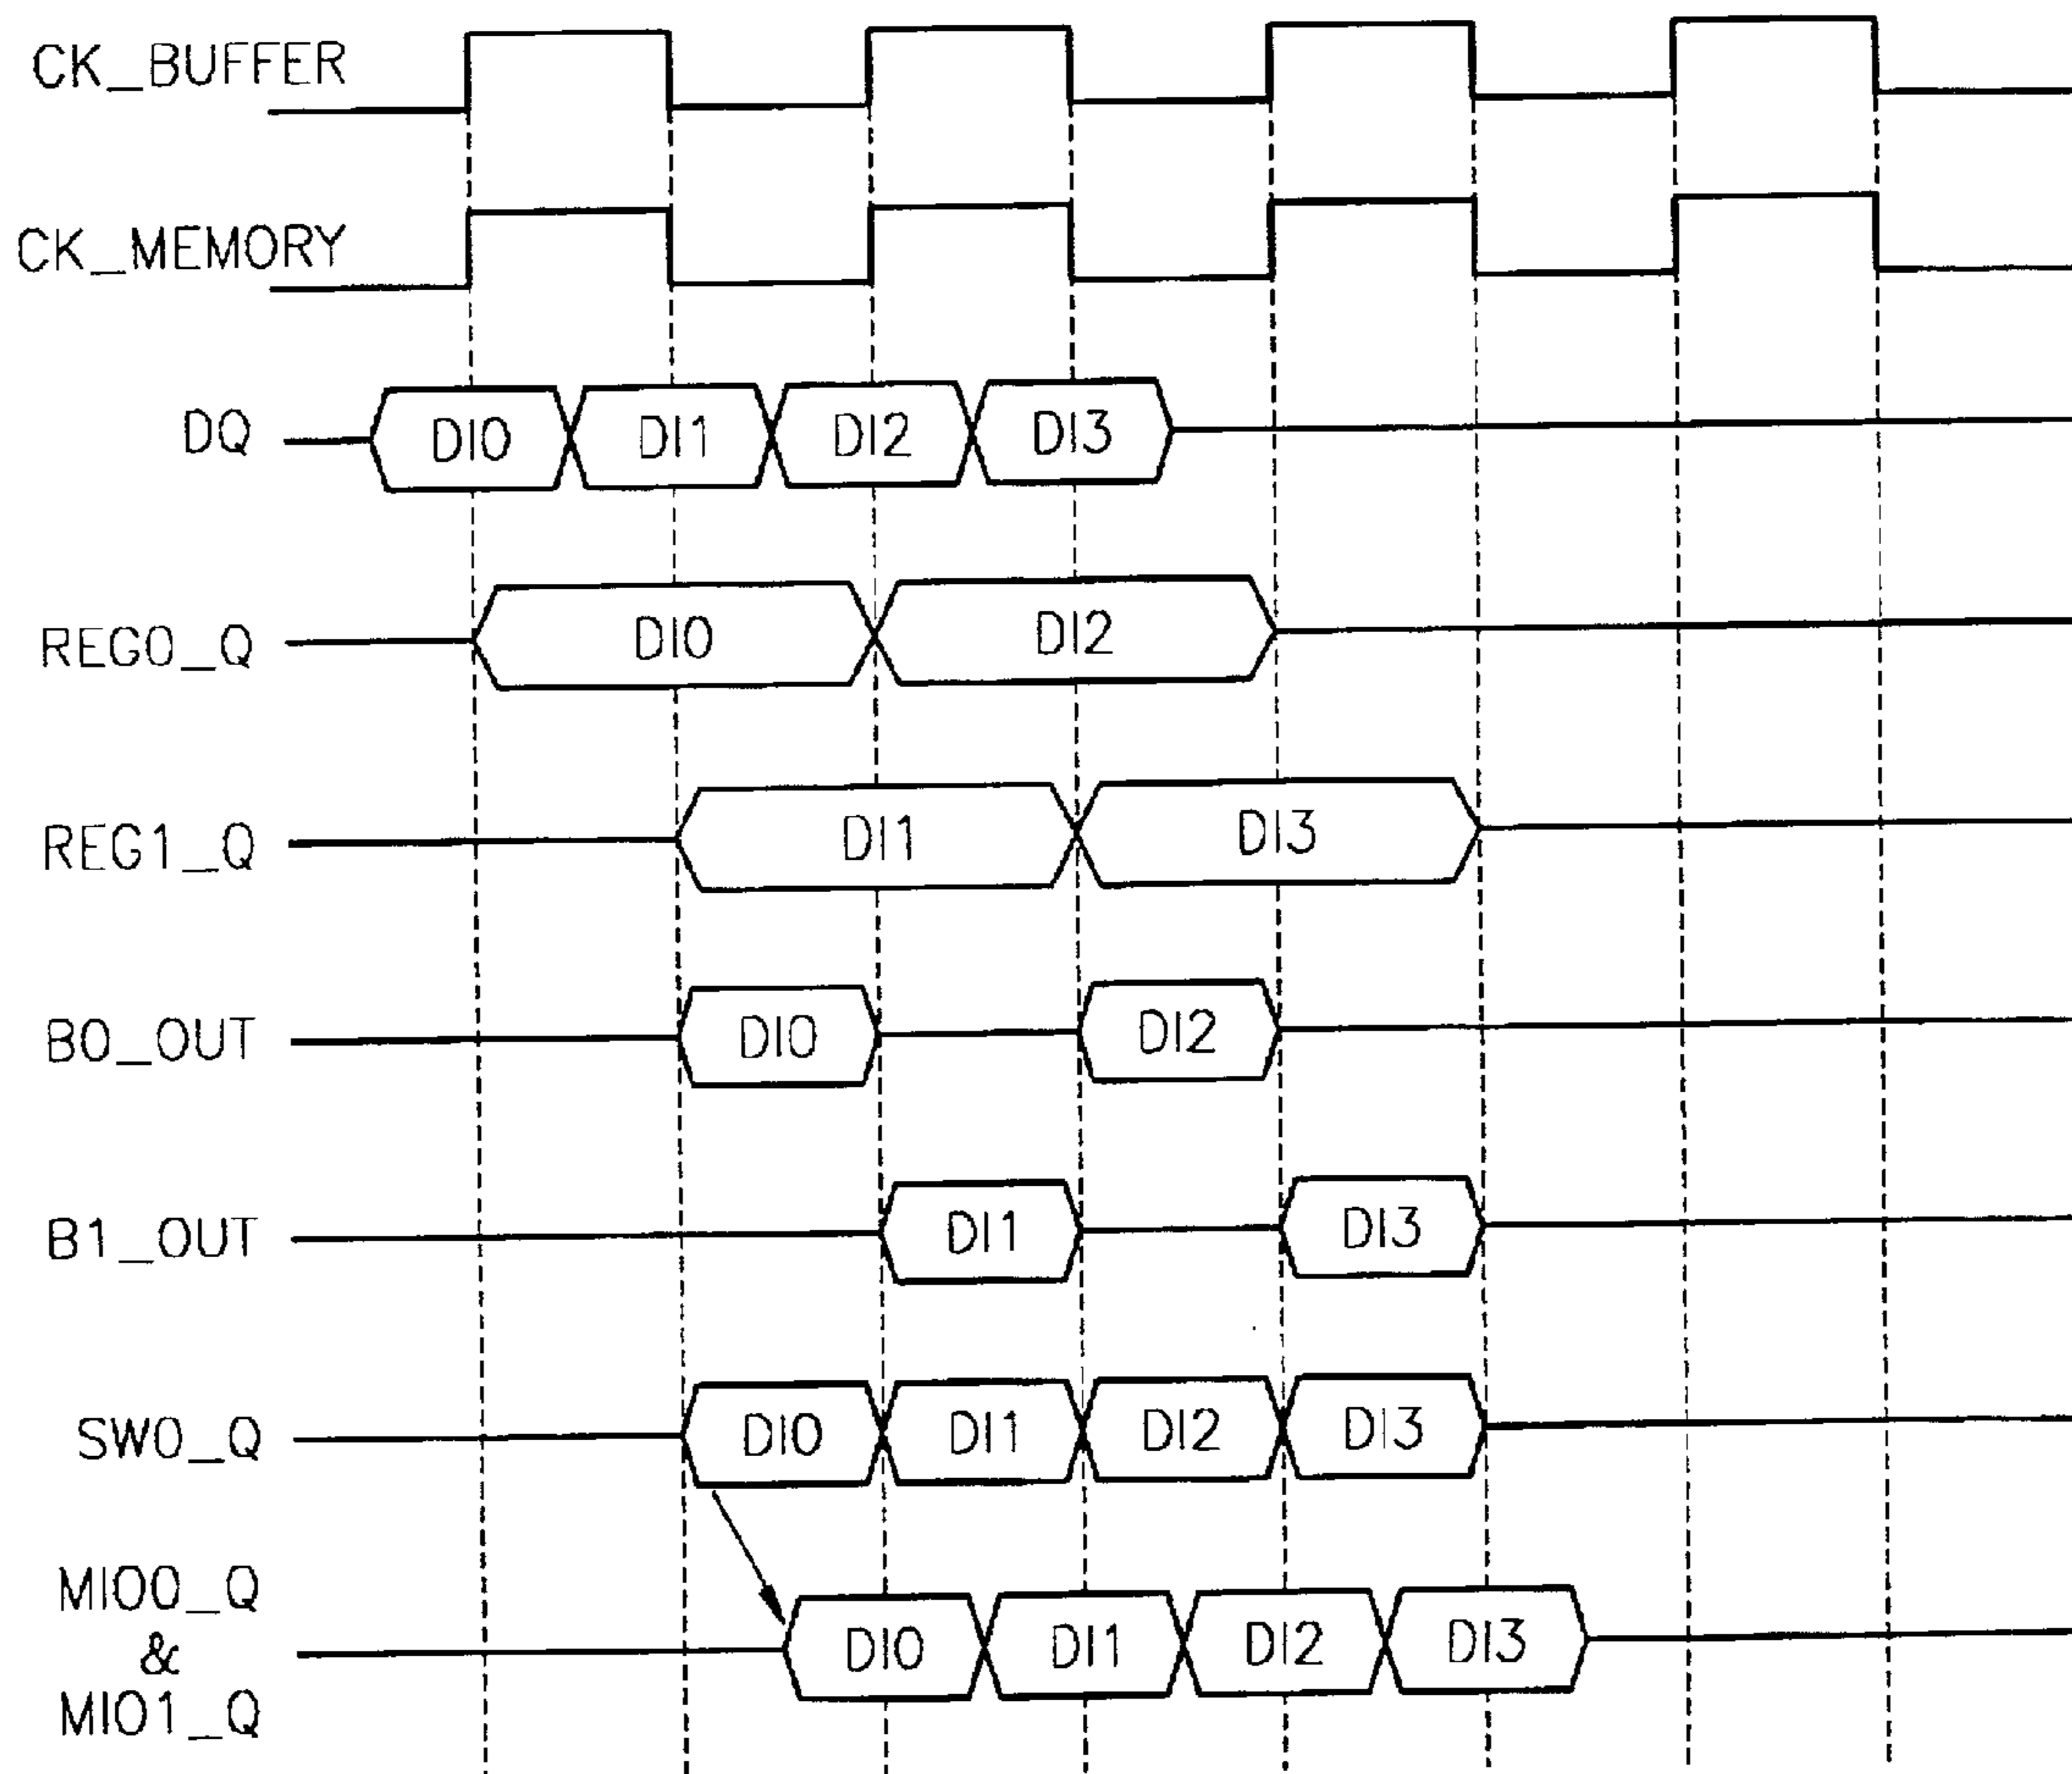 CK_BUFFER
CK_MEMORY
DQ DI0 DI1 DI2 DI3
REG0_Q DI0 DI2
REG1_Q DI1 DI3
B0_OUT DI0 DI2
B1_OUT DI1 DI3
SW0_Q DI0 DI1 DI2 DI3
MIO0_Q
& DI0 DI1 DI2 DI3
MIO1_Q